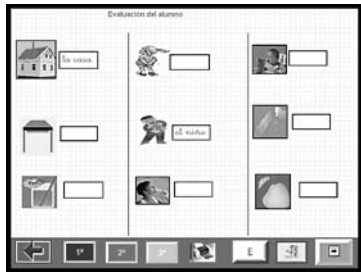 Evaluación del alumno
la casa
el niño
1º
2º
3º
E